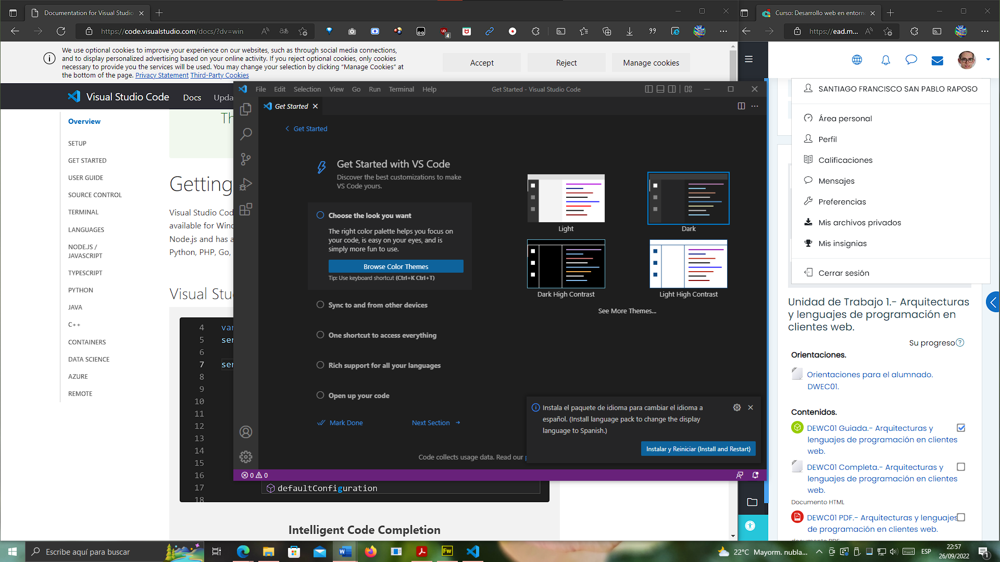 Documentation for Visual Studio
https://code.visualstudio.com/docs/?dv=win
We use optional cookies to improve your experience on our websites, such as through social media connections,
and to display personalized advertising based on your online activity. If you reject optional cookies, only cookies
necessary to provide you the services will be used. You may change your selection by clicking “Manage Cookies” at
the bottom of the page. Privacy Statement Third-Party Cookies
Accept
Reject
Manage cookies
Visual Studio Code
Docs
Upda
Overview
SETUP
GET STARTED
USER GUIDE
SOURCE CONTROL
TERMINAL
LANGUAGES
NODE.JS /
JAVASCRIPT
TYPESCRIPT
PYTHON
JAVA
C++
CONTAINERS
DATA SCIENCE
AZURE
REMOTE
Th
Getting
Visual Studio Cod
available for Wind
Node.js and has a
Python, PHP, Go,
Visual Stu
4 var
5 ser
6
7 ser
8
9
10
11
12
13
14
15
16
17
18
defaultConfiguration
Intelligent Code Completion
File Edit Selection View Go Run Terminal Help
Get Started - Visual Studio Code
Get Started
Get Started
Get Started with VS Code
Discover the best customizations to make
VS Code yours.
Choose the look you want
The right color palette helps you focus on
your code, is easy on your eyes, and is
simply more fun to use.
Browse Color Themes
Tip: Use keyboard shortcut (Ctrl+K Ctrl+T)
Sync to and from other devices
One shortcut to access everything
Rich support for all your languages
Open up your code
Mark Done
Next Section
Light
Dark
Dark High Contrast
Light High Contrast
See More Themes...
Code collects usage data. Read our p
Instala el paquete de idioma para cambiar el idioma a
español. (Install language pack to change the display
language to Spanish.)
Instalar y Reiniciar (Install and Restart)
0 0
Curso: Desarrollo web en entorn
https://ead.m...
SANTIAGO FRANCISCO SAN PABLO RAPOSO
Área personal
Perfil
Calificaciones
Mensajes
Preferencias
Mis archivos privados
Mis insignias
Cerrar sesión
Unidad de Trabajo 1.- Arquitecturas
y lenguajes de programación en
clientes web.
Su progreso
Orientaciones.
Orientaciones para el alumnado.
DWEC01.
Contenidos.
DEWC01 Guiada.- Arquitecturas y
lenguajes de programación en clientes
web.
DEWC01 Completa.- Arquitecturas y
lenguajes de programación en clientes
web.
Documento HTML
DEWC01 PDF.- Arquitecturas y lenguajes
de programación en clientes web.
documento PDF
Escribe aquí para buscar
22°C Mayorm. nubla...
ESP
22:57
26/09/2022
1